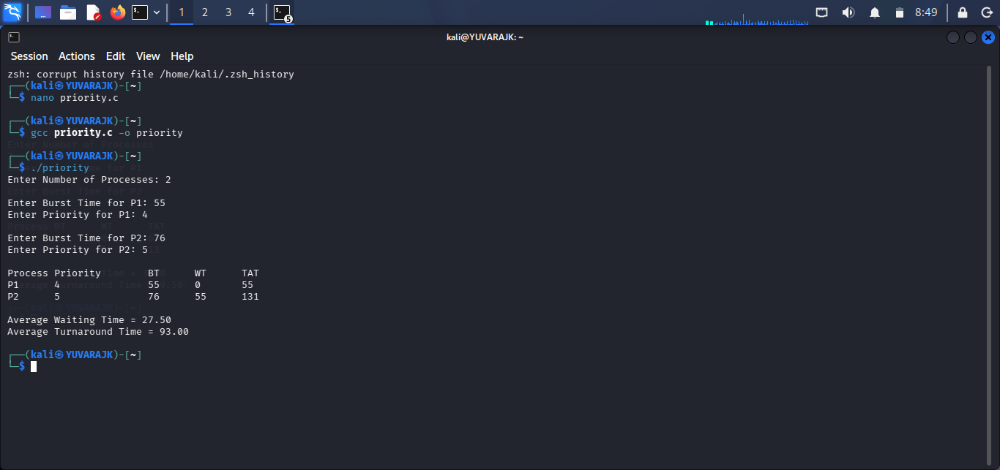 1 2 3 4 5 8:49
kali@YUVARAJK: ~
Session Actions Edit View Help
zsh: corrupt history file /home/kali/.zsh_history
┌──(kali㉿YUVARAJK)-[~]
└─$ nano priority.c
┌──(kali㉿YUVARAJK)-[~]
└─$ gcc priority.c -o priority
┌──(kali㉿YUVARAJK)-[~]
└─$ ./priority
Enter Number of Processes: 2
Enter Burst Time for P1: 55
Enter Priority for P1: 4
Enter Burst Time for P2: 76
Enter Priority for P2: 5
Process Priority BT WT TAT
P1 4 55 0 55
P2 5 76 55 131
Average Waiting Time = 27.50
Average Turnaround Time = 93.00
┌──(kali㉿YUVARAJK)-[~]
└─$